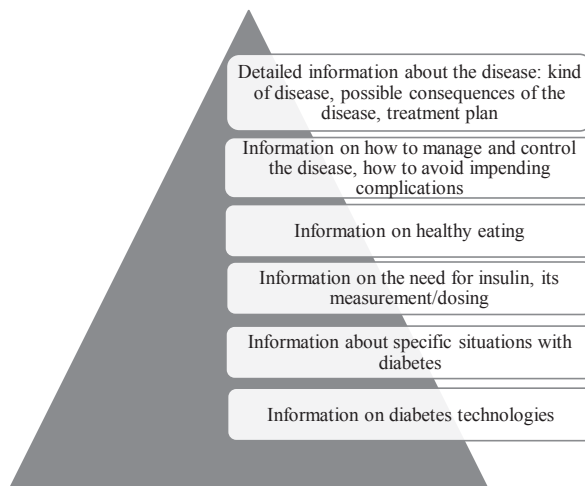 Detailed information about the disease: kind
of disease, possible consequences of the
disease, treatment plan
Information on how to manage and control
the disease, how to avoid impending
complications
Information on healthy eating
Information on the need for insulin, its
measurement/dosing
Information about specific situations with
diabetes
Information on diabetes technologies